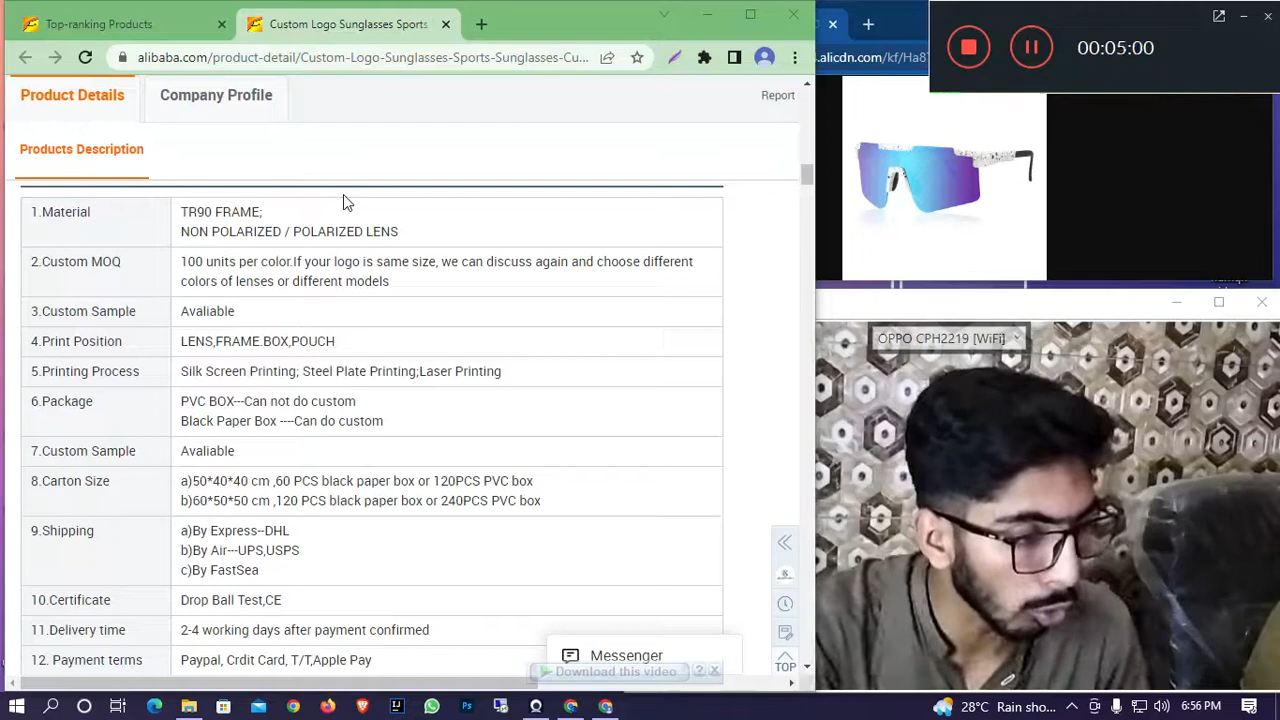 Top-ranking Products
Custom Logo Sunglasses Sports
alibaba.com/product-detail/Custom-Logo-Sunglasses-Sports-Sunglasses-Cu...
.alicdn.com/kf/Ha8
00:05:00
Product Details
Company Profile
Report
Products Description
1.Material
TR90 FRAME;
NON POLARIZED / POLARIZED LENS
2.Custom MOQ
100 units per color.If your logo is same size, we can discuss again and choose different
colors of lenses or different models
3.Custom Sample
Avaliable
4.Print Position
LENS,FRAME.BOX,POUCH
5.Printing Process
Silk Screen Printing; Steel Plate Printing;Laser Printing
6.Package
PVC BOX---Can not do custom
Black Paper Box ----Can do custom
7.Custom Sample
Avaliable
8.Carton Size
a)50*40*40 cm ,60 PCS black paper box or 120PCS PVC box
b)60*50*50 cm ,120 PCS black paper box or 240PCS PVC box
9.Shipping
a)By Express--DHL
b)By Air---UPS,USPS
c)By FastSea
10.Certificate
Drop Ball Test,CE
11.Delivery time
2-4 working days after payment confirmed
12. Payment terms
Paypal, Crdit Card, T/T,Apple Pay
OPPO CPH2219 [WiFi]
Messenger
Download this video
TOP
28°C Rain sho...
6:56 PM